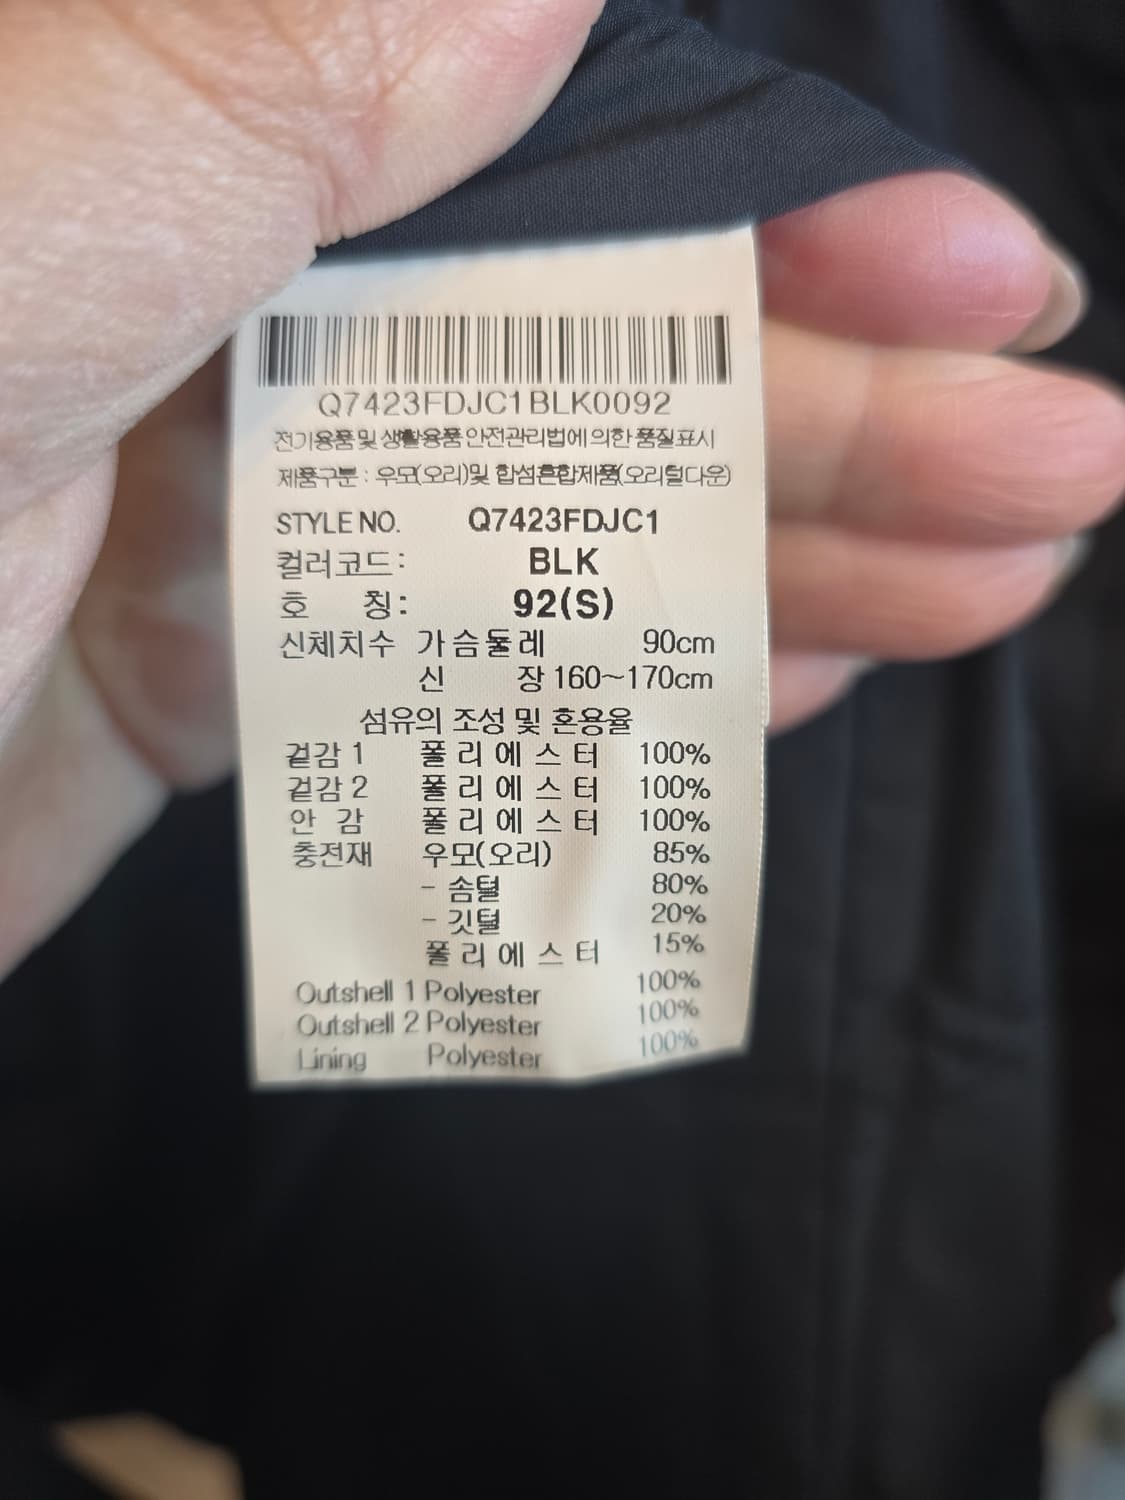 Q7423FDJC1BLK0092
전기용품 및 생활용품 안전관리법에 의한 품질표시
제품구분 : 우모(오리)및 합섬혼합제품(오리털다운)
STYLE NO. Q7423FDJC1
컬러코드: BLK
호 칭: 92(S)
신체치수 가슴둘레 90cm
신 장 160~170cm
섬유의 조성 및 혼용율
겉감 1 폴리에스터 100%
겉감 2 폴리에스터 100%
안 감 폴리에스터 100%
충전재 우모(오리) 85%
- 솜털 80%
- 깃털 20%
폴리에스터 15%
Outshell 1 Polyester 100%
Outshell 2 Polyester 100%
Lining Polyester 100%